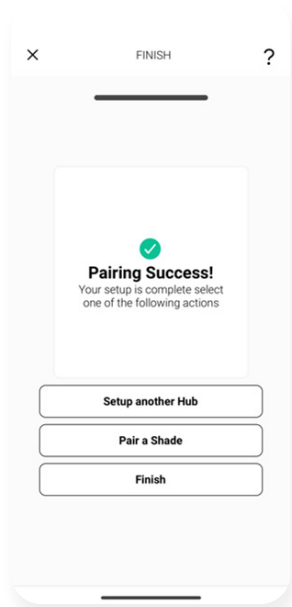 FINISH
?
Pairing Success!
Your setup is complete select
one of the following actions
Setup another Hub
Pair a Shade
Finish